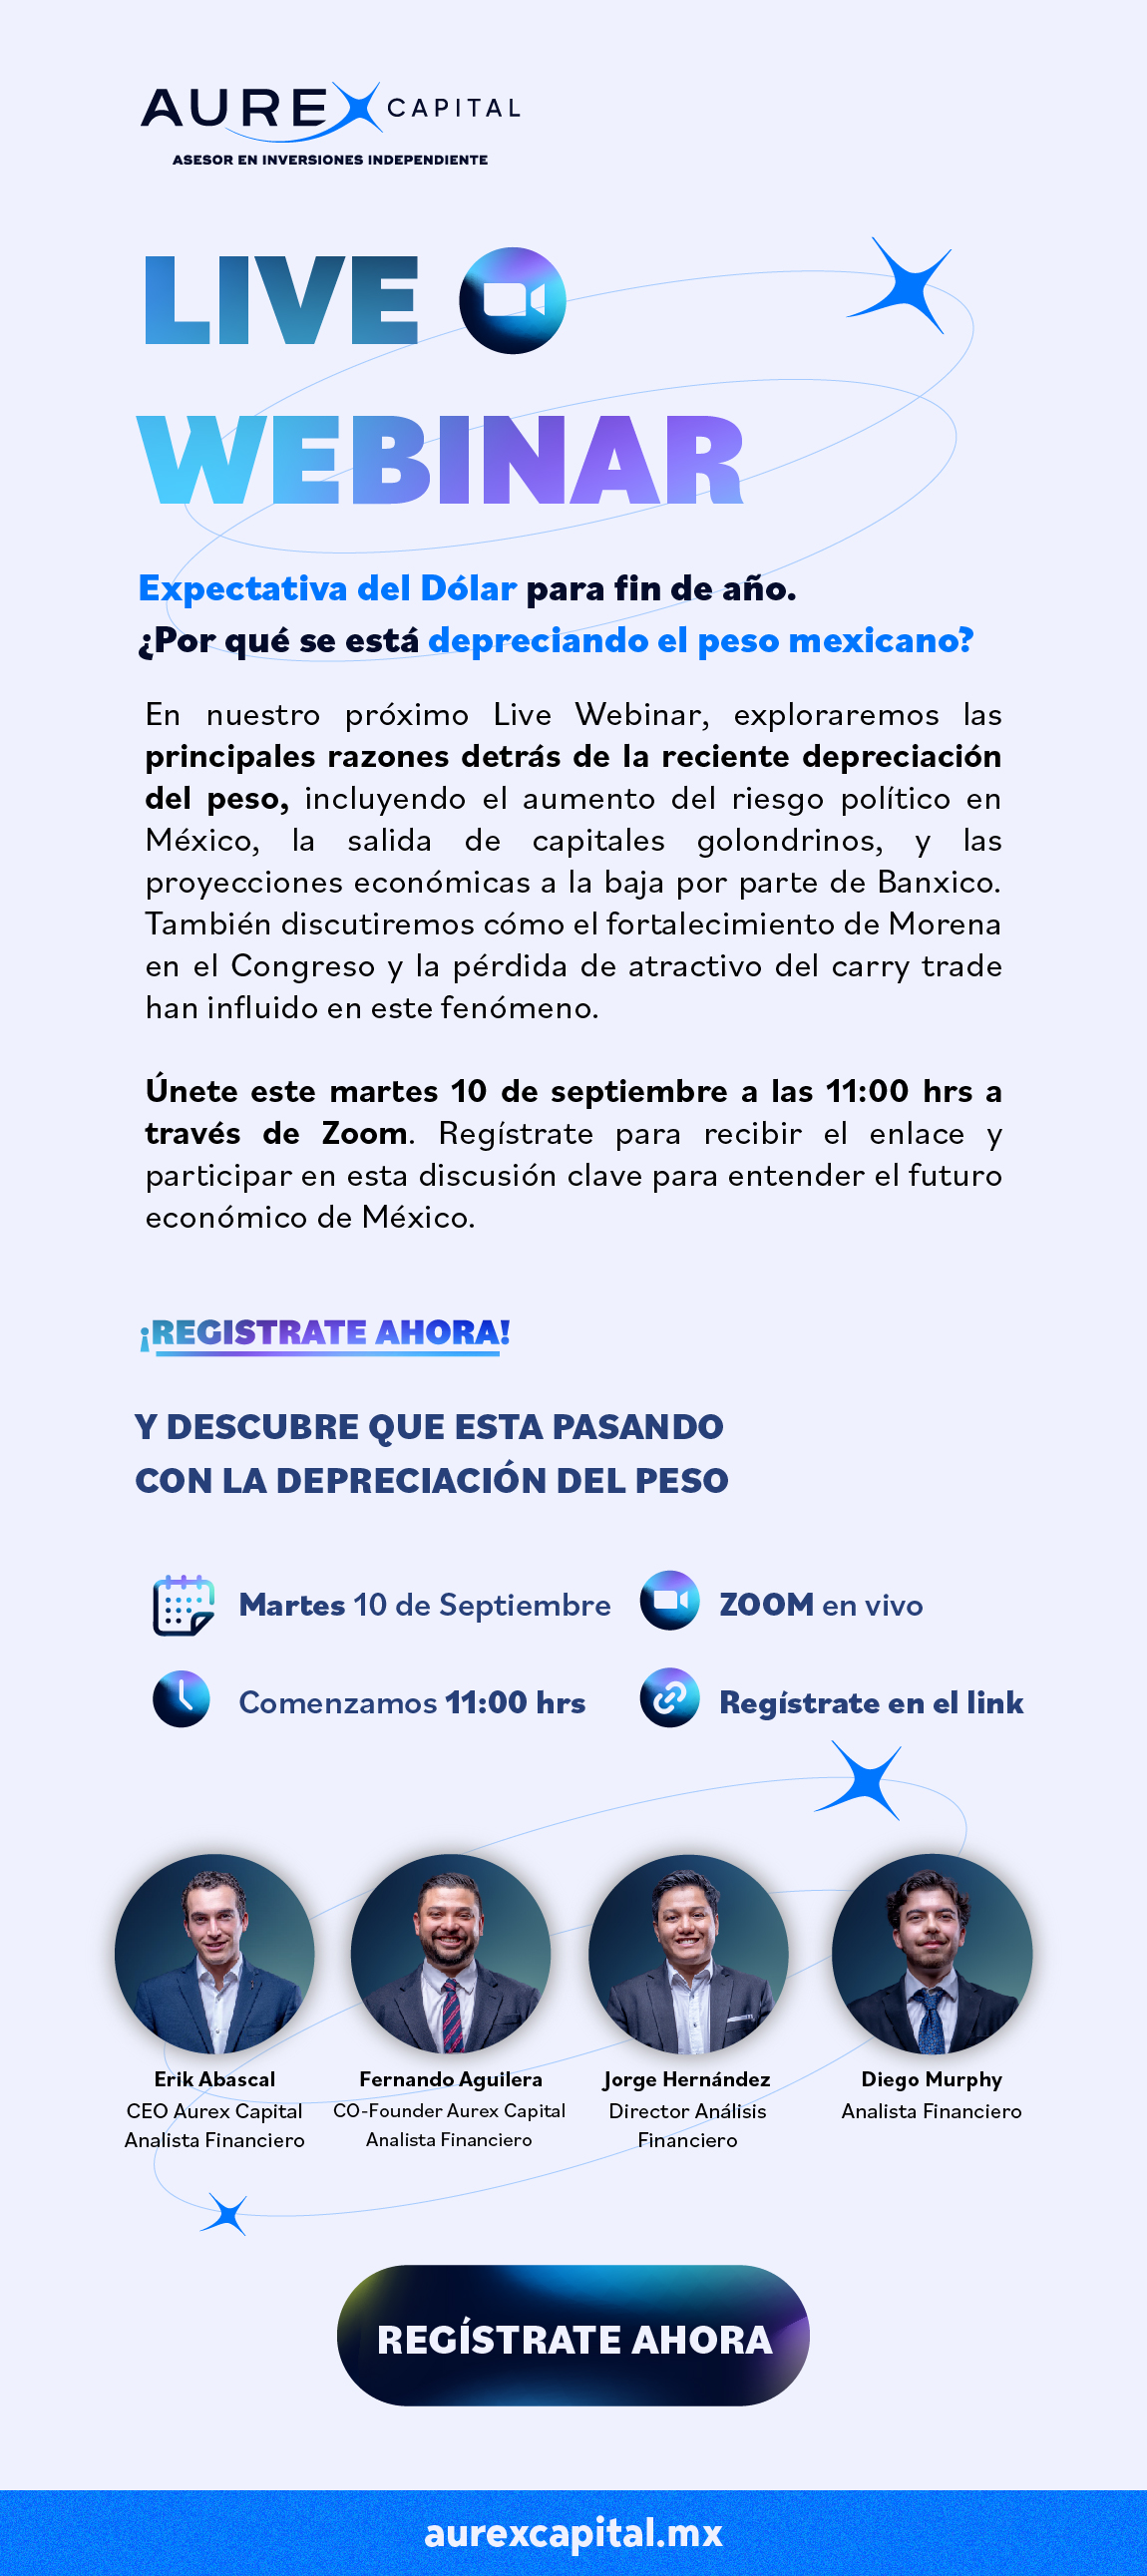 AUREX CAPITAL
ASESOR EN INVERSIONES INDEPENDIENTE
LIVE
WEBINAR
Expectativa del Dólar para fin de año.
¿Por qué se está depreciando el peso mexicano?
En nuestro próximo Live Webinar, exploraremos las
principales razones detrás de la reciente depreciación
del peso, incluyendo el aumento del riesgo político en
México, la salida de capitales golondrinos, y las
proyecciones económicas a la baja por parte de Banxico.
También discutiremos cómo el fortalecimiento de Morena
en el Congreso y la pérdida de atractivo del carry trade
han influido en este fenómeno.
Únete este martes 10 de septiembre a las 11:00 hrs a
través de Zoom. Regístrate para recibir el enlace y
participar en esta discusión clave para entender el futuro
económico de México.
¡REGISTRATE AHORA!
Y DESCUBRE QUE ESTA PASANDO
CON LA DEPRECIACIÓN DEL PESO
Martes 10 de Septiembre
ZOOM en vivo
Comenzamos 11:00 hrs
Regístrate en el link
Erik Abascal
CEO Aurex Capital
Analista Financiero
Fernando Aguilera
CO-Founder Aurex Capital
Analista Financiero
Jorge Hernández
Director Análisis
Financiero
Diego Murphy
Analista Financiero
REGÍSTRATE AHORA
aurexcapital.mx